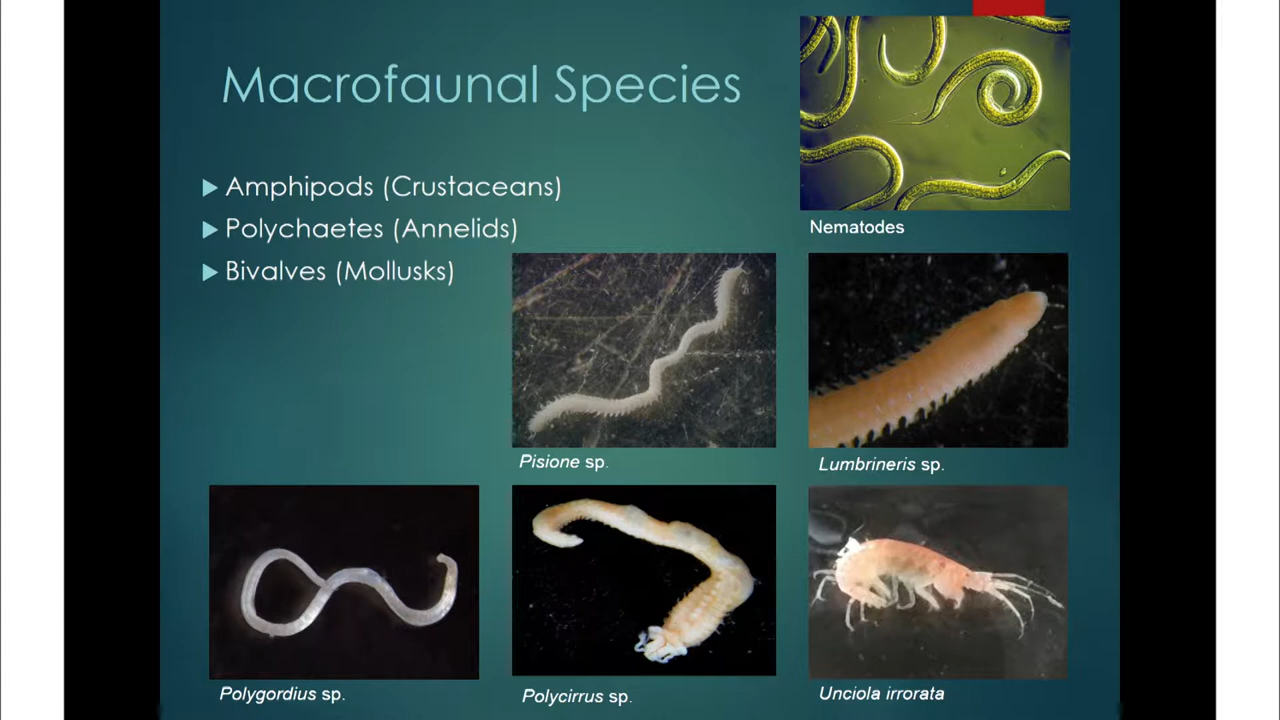 Macrofaunal Species
Amphipods (Crustaceans)
Polychaetes (Annelids)
Bivalves (Mollusks)
Nematodes
Pisione sp.
Lumbrineris sp.
Polygordius sp.
Polycirrus sp.
Unciola irrorata